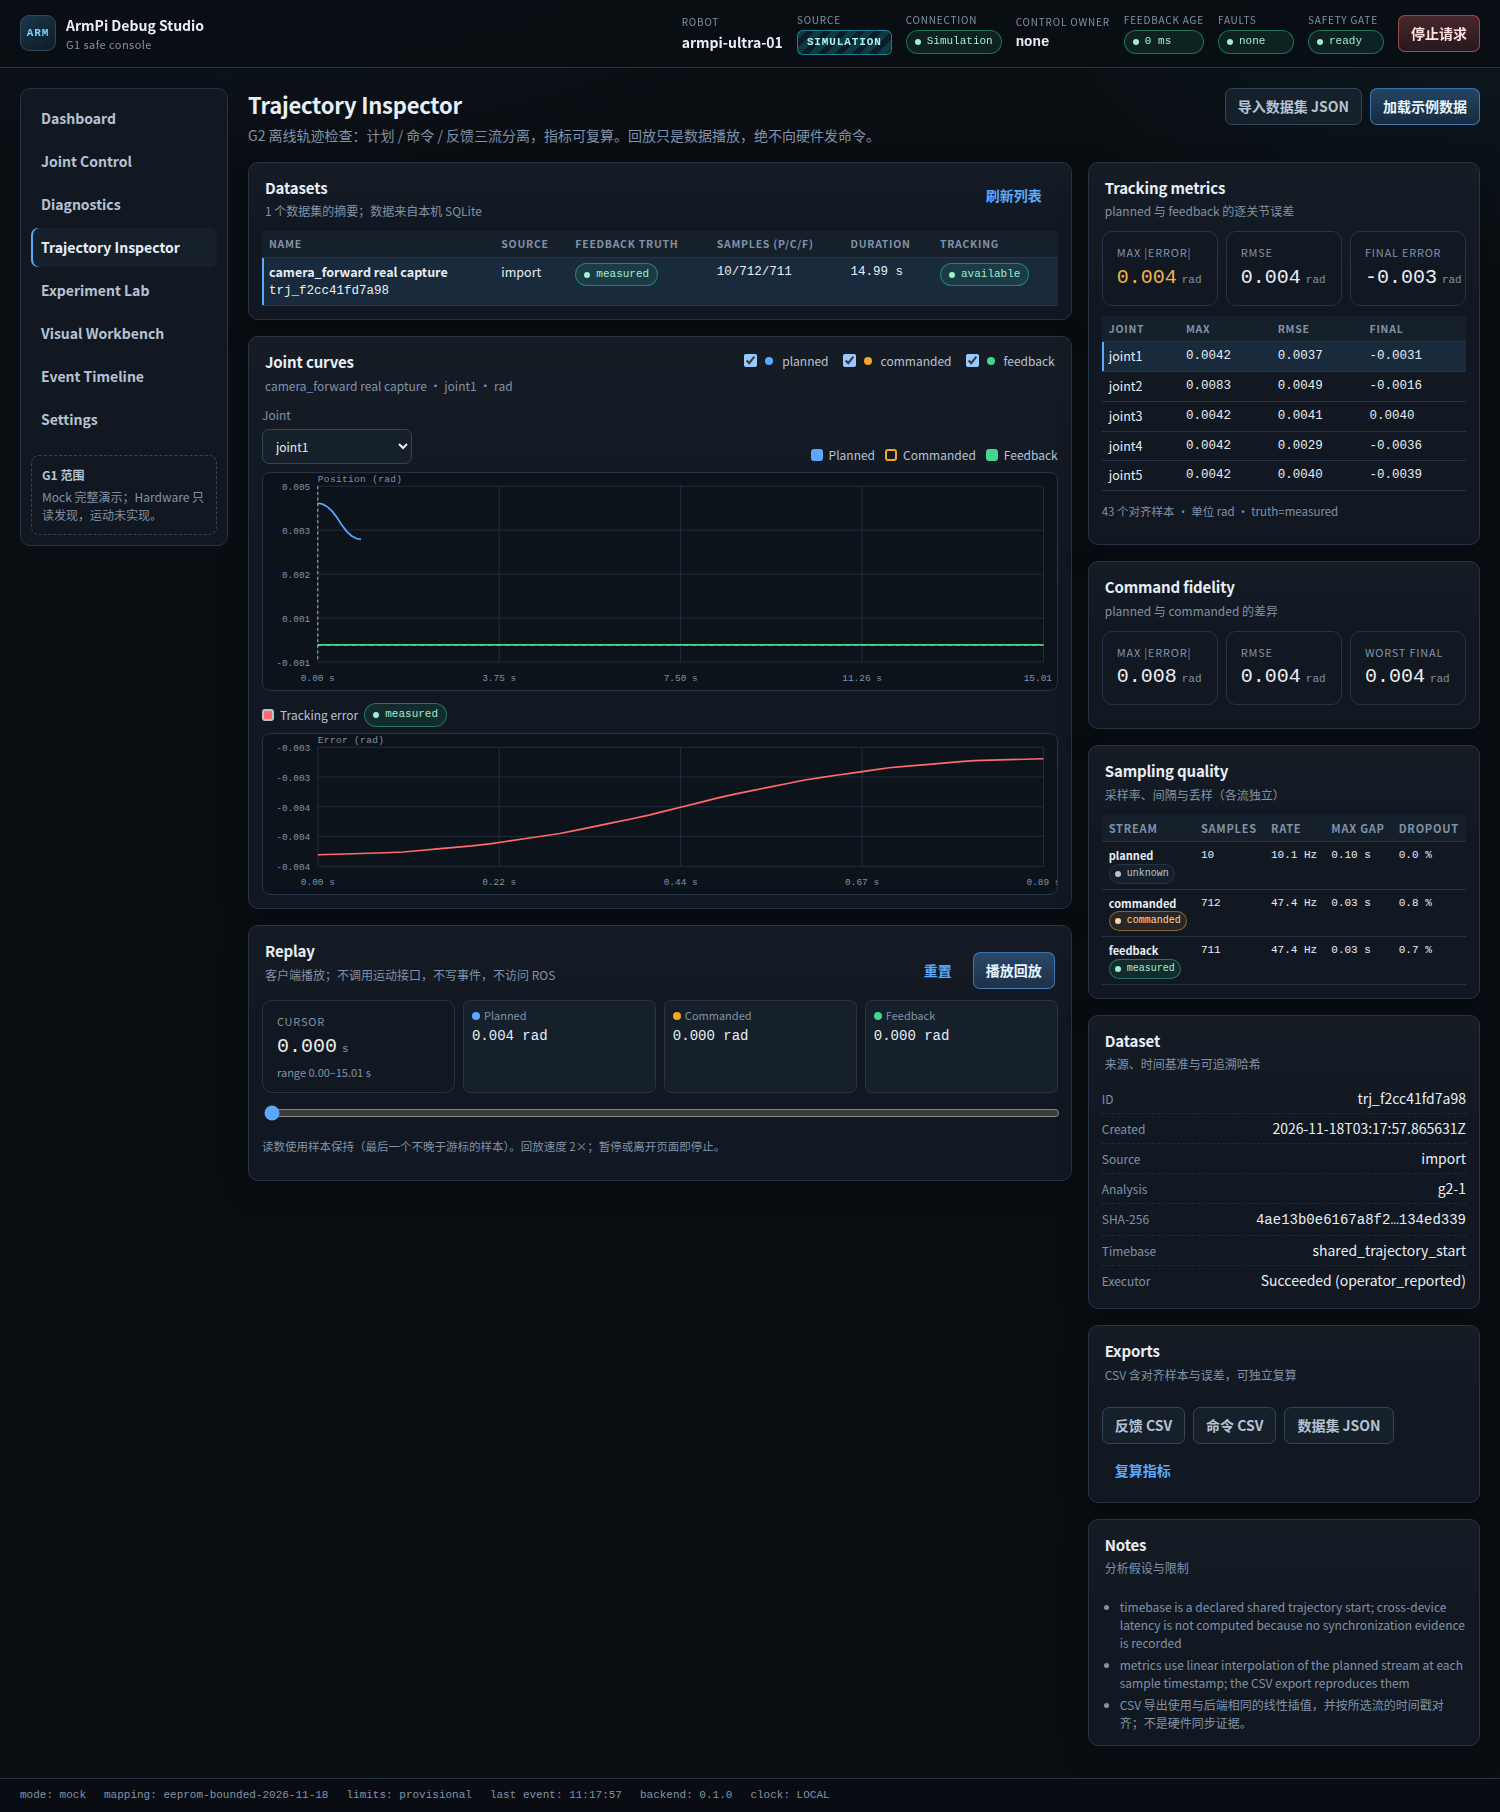 ARM
ArmPi Debug Studio
G1 safe console
ROBOT
armpi-ultra-01
SOURCE
SIMULATION
CONNECTION
Simulation
CONTROL OWNER
none
FEEDBACK AGE
0 ms
FAULTS
none
SAFETY GATE
ready
停止请求
Dashboard
Joint Control
Diagnostics
Trajectory Inspector
Experiment Lab
Visual Workbench
Event Timeline
Settings
G1 范围
Mock 完整演示；Hardware 只
读发现，运动未实现。
Trajectory Inspector
G2 离线轨迹检查：计划 / 命令 / 反馈三流分离，指标可复算。回放只是数据播放，绝不向硬件发命令。
导入数据集 JSON
加载示例数据
Datasets
1 个数据集的摘要；数据来自本机 SQLite
刷新列表
NAME SOURCE FEEDBACK TRUTH SAMPLES (P/C/F) DURATION TRACKING
camera_forward real capture import measured 10/712/711 14.99 s available
trj_f2cc41fd7a98
Joint curves
camera_forward real capture • joint1 • rad
planned commanded feedback
Joint
joint1
Planned Commanded Feedback
Position (rad)
0.005
0.003
0.002
0.001
-0.001
0.00 s 3.75 s 7.50 s 11.26 s 15.01
Tracking error measured
Error (rad)
-0.003
-0.003
-0.004
-0.004
-0.004
0.00 s 0.22 s 0.44 s 0.67 s 0.89 s
Replay
客户端播放；不调用运动接口，不写事件，不访问 ROS
重置
播放回放
CURSOR
0.000 s
range 0.00–15.01 s
Planned
0.004 rad
Commanded
0.000 rad
Feedback
0.000 rad
读数使用样本保持（最后一个不晚于游标的样本）。回放速度 2×；暂停或离开页面即停止。
Tracking metrics
planned 与 feedback 的逐关节误差
MAX |ERROR|
0.004 rad
RMSE
0.004 rad
FINAL ERROR
-0.003 rad
JOINT MAX RMSE FINAL
joint1 0.0042 0.0037 -0.0031
joint2 0.0083 0.0049 -0.0016
joint3 0.0042 0.0041 0.0040
joint4 0.0042 0.0029 -0.0036
joint5 0.0042 0.0040 -0.0039
43 个对齐样本 • 单位 rad • truth=measured
Command fidelity
planned 与 commanded 的差异
MAX |ERROR|
0.008 rad
RMSE
0.004 rad
WORST FINAL
0.004 rad
Sampling quality
采样率、间隔与丢样（各流独立）
STREAM SAMPLES RATE MAX GAP DROPOUT
planned 10 10.1 Hz 0.10 s 0.0 %
unknown
commanded 712 47.4 Hz 0.03 s 0.8 %
commanded
feedback 711 47.4 Hz 0.03 s 0.7 %
measured
Dataset
来源、时间基准与可追溯哈希
ID trj_f2cc41fd7a98
Created 2026-11-18T03:17:57.865631Z
Source import
Analysis g2-1
SHA-256 4ae13b0e6167a8f2…134ed339
Timebase shared_trajectory_start
Executor Succeeded (operator_reported)
Exports
CSV 含对齐样本与误差，可独立复算
反馈 CSV
命令 CSV
数据集 JSON
复算指标
Notes
分析假设与限制
timebase is a declared shared trajectory start; cross-device
latency is not computed because no synchronization evidence
is recorded
metrics use linear interpolation of the planned stream at each
sample timestamp; the CSV export reproduces them
CSV 导出使用与后端相同的线性插值，并按所选流的时间戳对
齐；不是硬件同步证据。
mode: mock mapping: eeprom-bounded-2026-11-18 limits: provisional last event: 11:17:57 backend: 0.1.0 clock: LOCAL